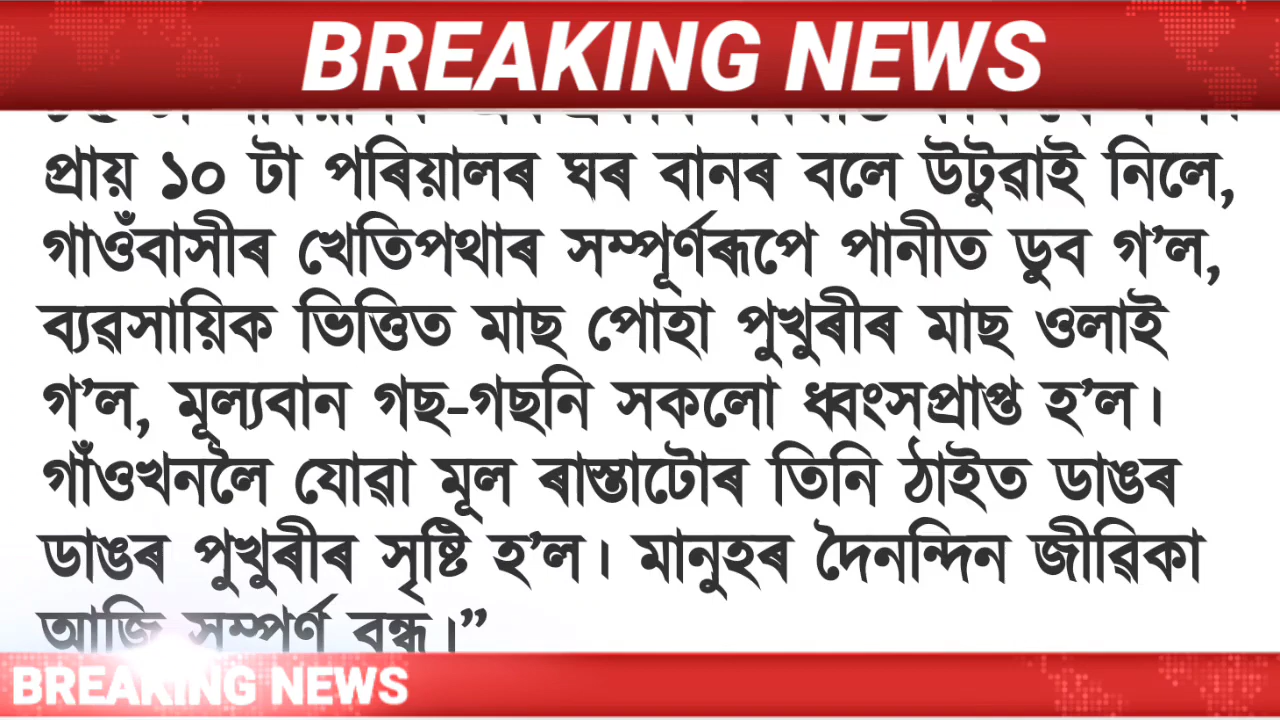 BREAKING NEWS
প্ৰায় ১০ টা পৰিয়ালৰ ঘৰ বানৰ বলে উটুৱাই নিলে,
গাওঁবাসীৰ খেতিপথাৰ সম্পূৰ্ণৰূপে পানীত ডুব গ’ল,
ব্যৱসায়িক ভিত্তিত মাছ পোহা পুখুৰীৰ মাছ ওলাই
গ’ল, মূল্যবান গছ-গছনি সকলো ধ্বংসপ্ৰাপ্ত হ’ল।
গাঁওখনলৈ যোৱা মূল ৰাস্তাটোৰ তিনি ঠাইত ডাঙৰ
ডাঙৰ পুখুৰীৰ সৃষ্টি হ’ল। মানুহৰ দৈনন্দিন জীৱিকা
আজি সম্পূৰ্ণ বন্ধ।”
BREAKING NEWS